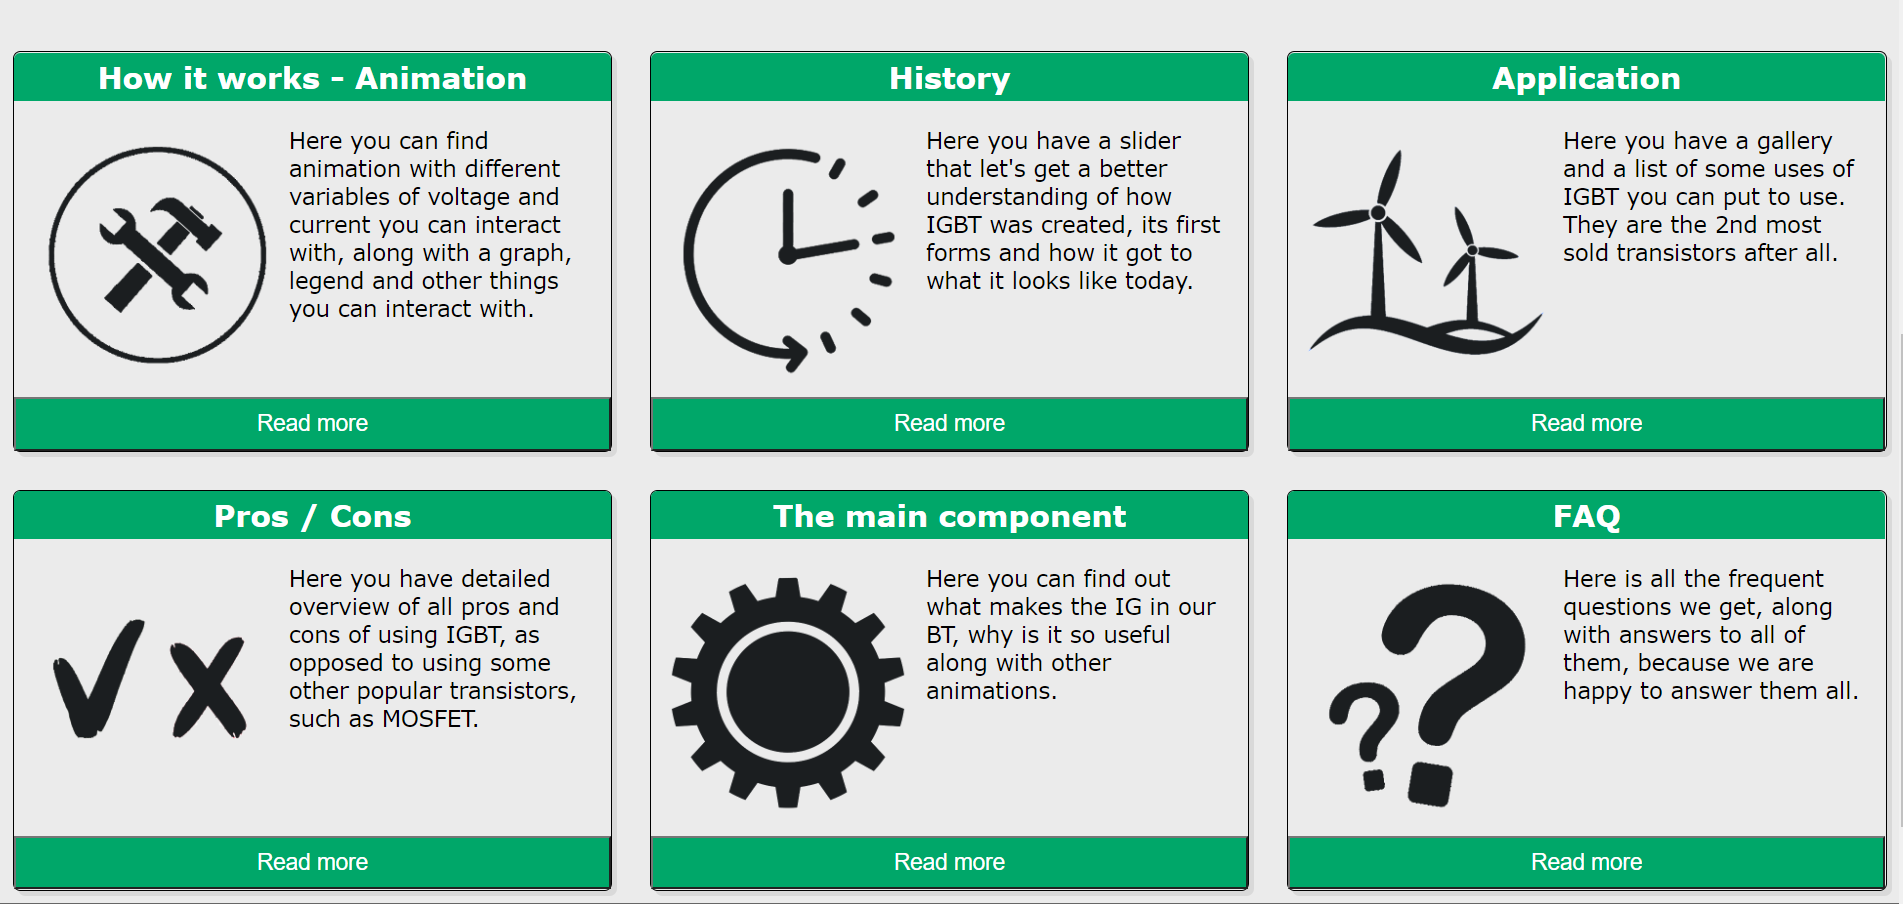 How it works - Animation
Here you can find
animation with different
variables of voltage and
current you can interact
with, along with a graph,
legend and other things
you can interact with.
Read more
History
Here you have a slider
that let's get a better
understanding of how
IGBT was created, its first
forms and how it got to
what it looks like today.
Read more
Application
Here you have a gallery
and a list of some uses of
IGBT you can put to use.
They are the 2nd most
sold transistors after all.
Read more
Pros / Cons
Here you have detailed
overview of all pros and
cons of using IGBT, as
opposed to using some
other popular transistors,
such as MOSFET.
Read more
The main component
Here you can find out
what makes the IG in our
BT, why is it so useful
along with other
animations.
Read more
FAQ
Here is all the frequent
questions we get, along
with answers to all of
them, because we are
happy to answer them all.
Read more